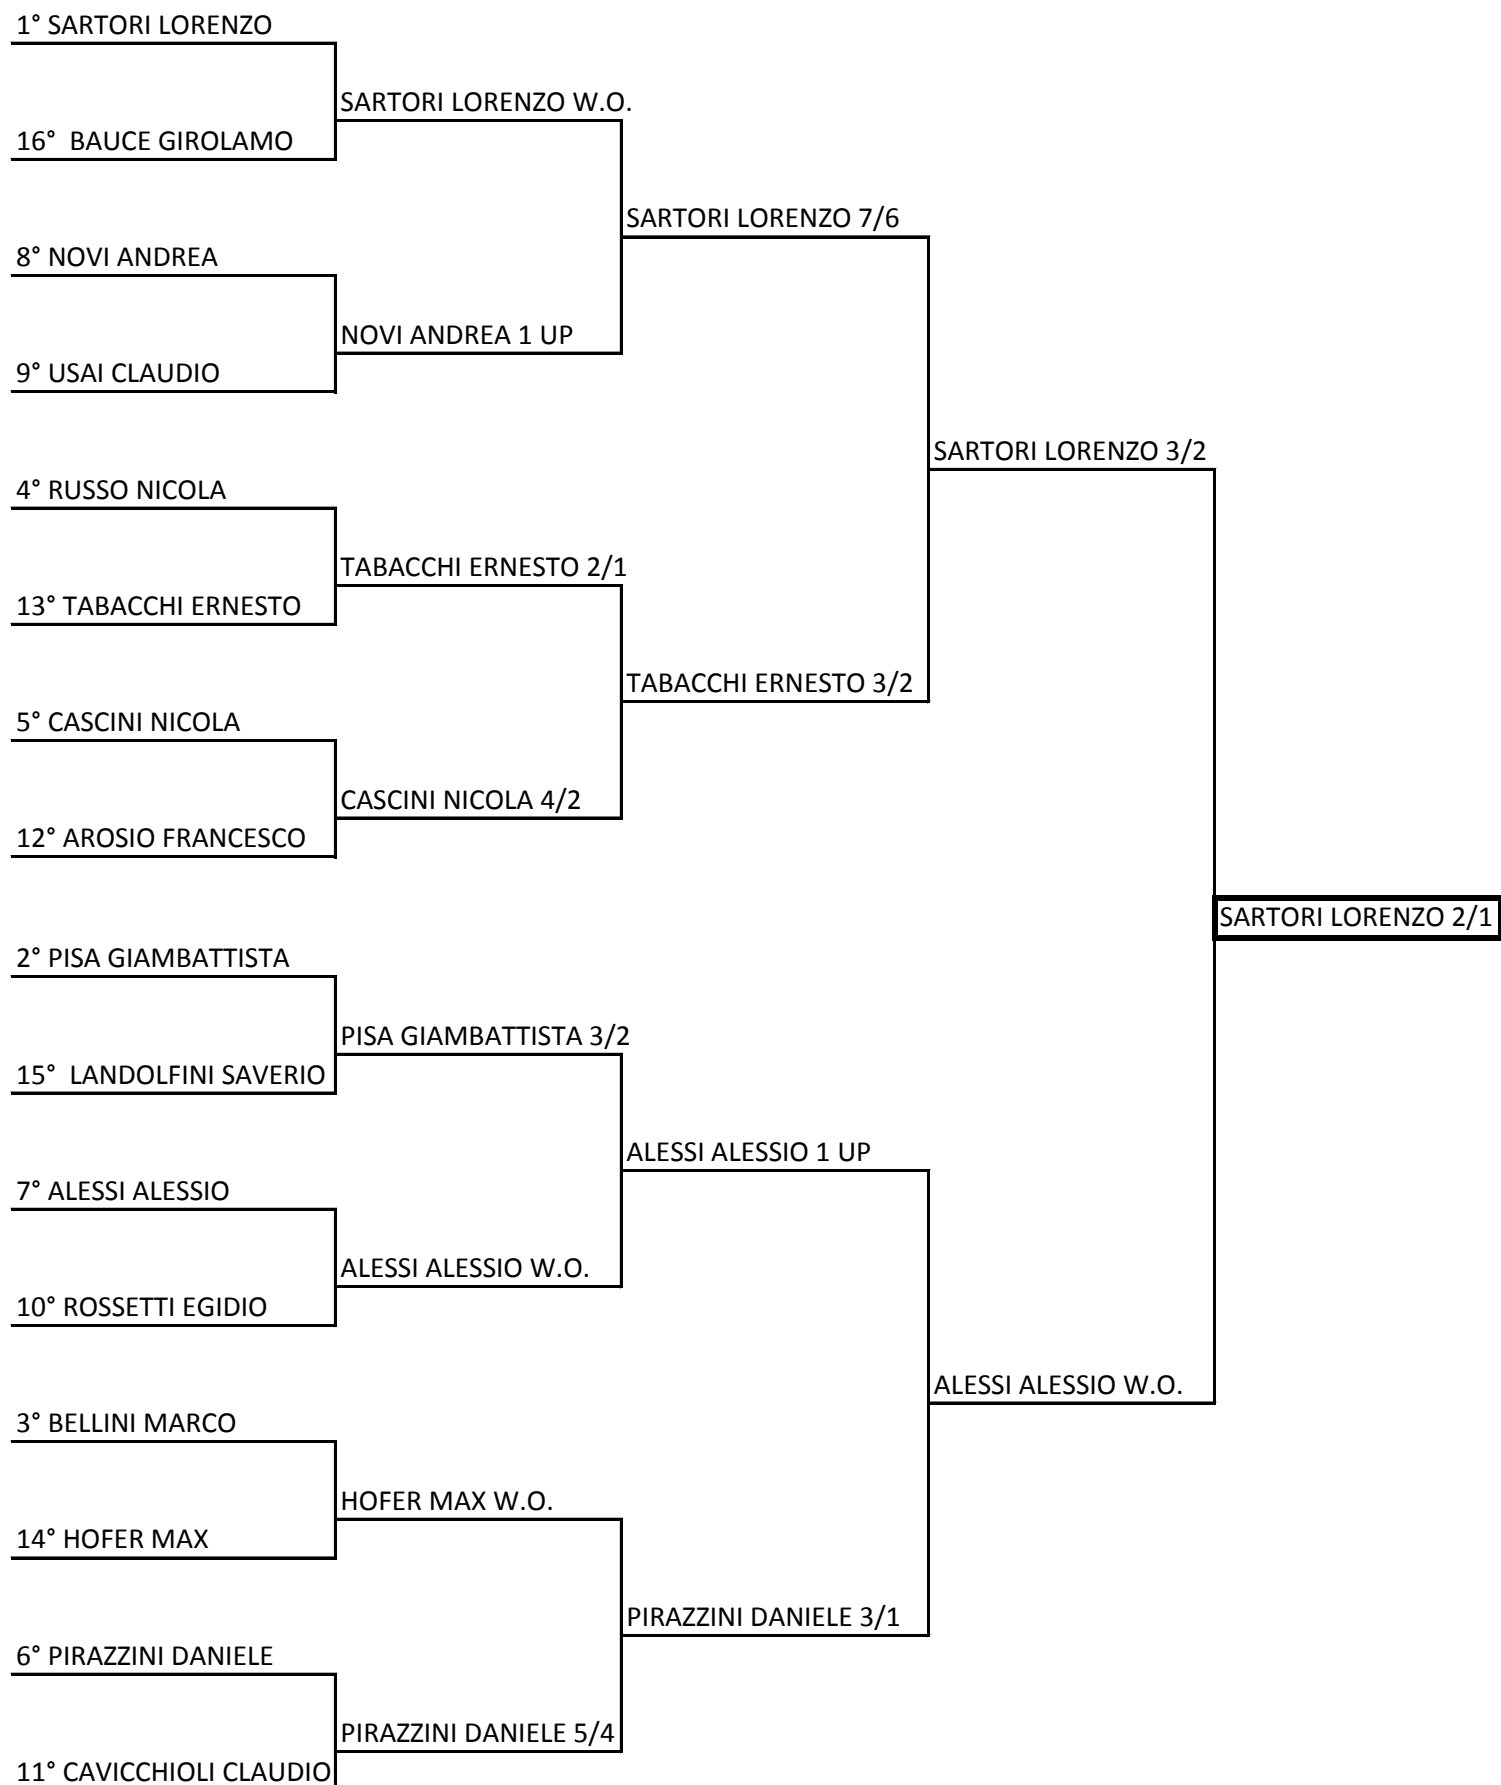 1° SARTORI LORENZO
SARTORI LORENZO W.O.
16°  BAUCE GIROLAMO
SARTORI LORENZO 7/6
8° NOVI ANDREA
NOVI ANDREA 1 UP
9° USAI CLAUDIO
SARTORI LORENZO 3/2
4° RUSSO NICOLA
TABACCHI ERNESTO 2/1
13° TABACCHI ERNESTO
TABACCHI ERNESTO 3/2
5° CASCINI NICOLA
CASCINI NICOLA 4/2
12° AROSIO FRANCESCO
SARTORI LORENZO 2/1
2° PISA GIAMBATTISTA
PISA GIAMBATTISTA 3/2
15°  LANDOLFINI SAVERIO
ALESSI ALESSIO 1 UP
7° ALESSI ALESSIO
ALESSI ALESSIO W.O.
10° ROSSETTI EGIDIO
ALESSI ALESSIO W.O.
3° BELLINI MARCO
HOFER MAX W.O.
14° HOFER MAX
PIRAZZINI DANIELE 3/1
6° PIRAZZINI DANIELE
PIRAZZINI DANIELE 5/4
11° CAVICCHIOLI CLAUDIO